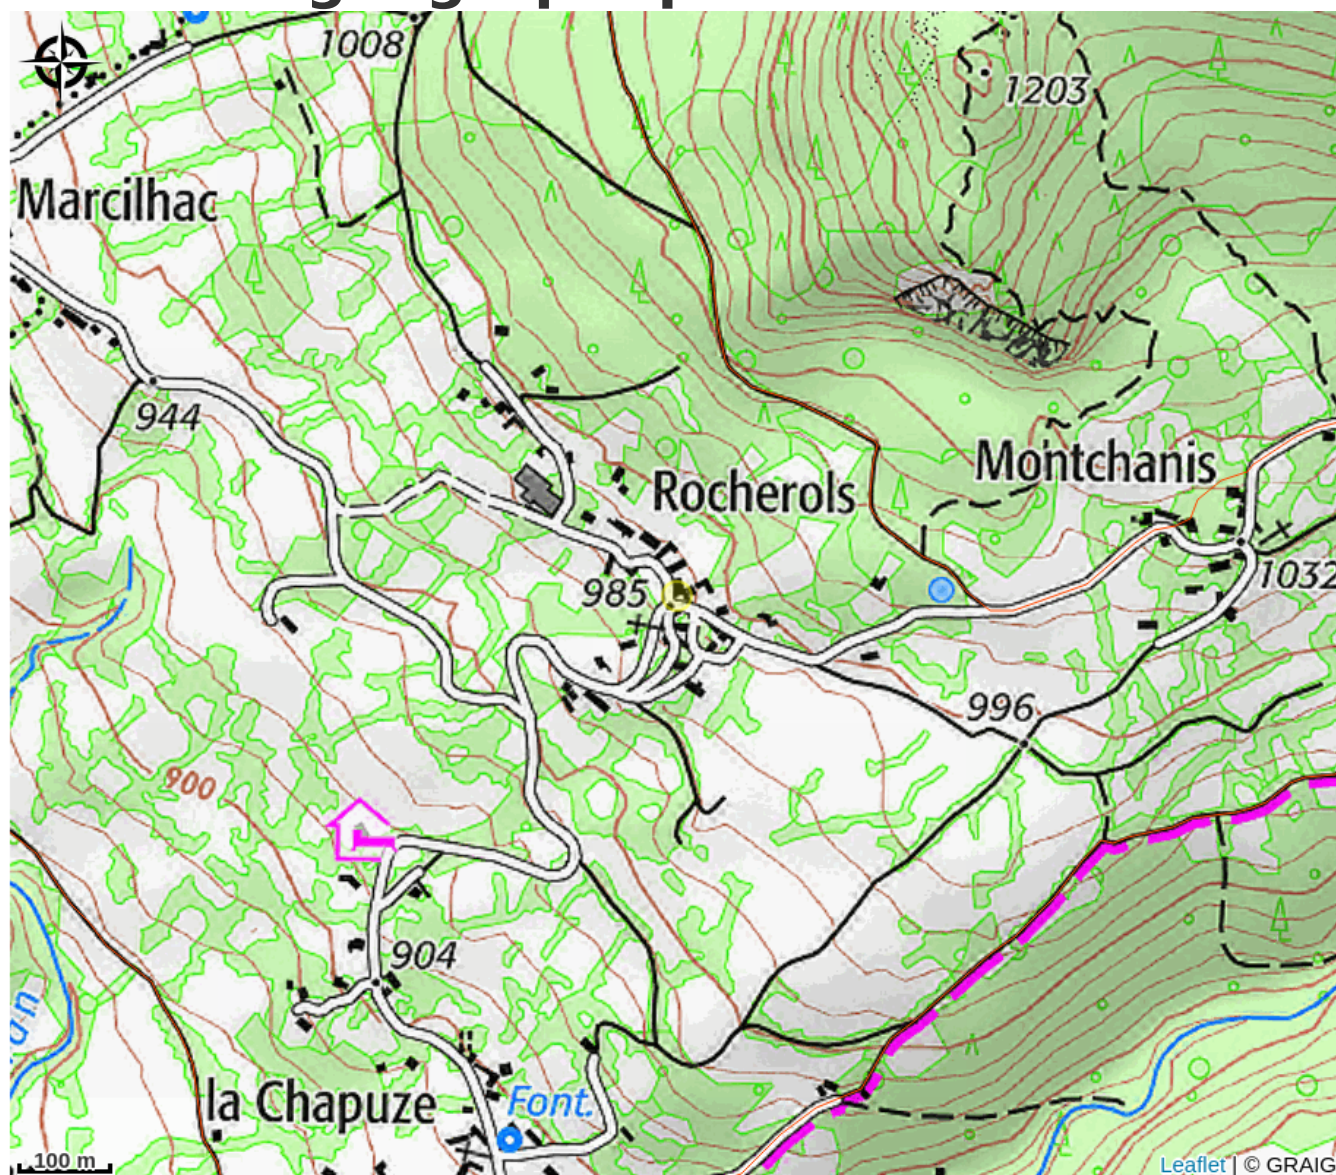 1008
1203
Marcilhac
944
Montchanis
Rocherols
985
1032
996
900
904
la Chapuze
Font.
100 m
Leaflet | © GRAIG